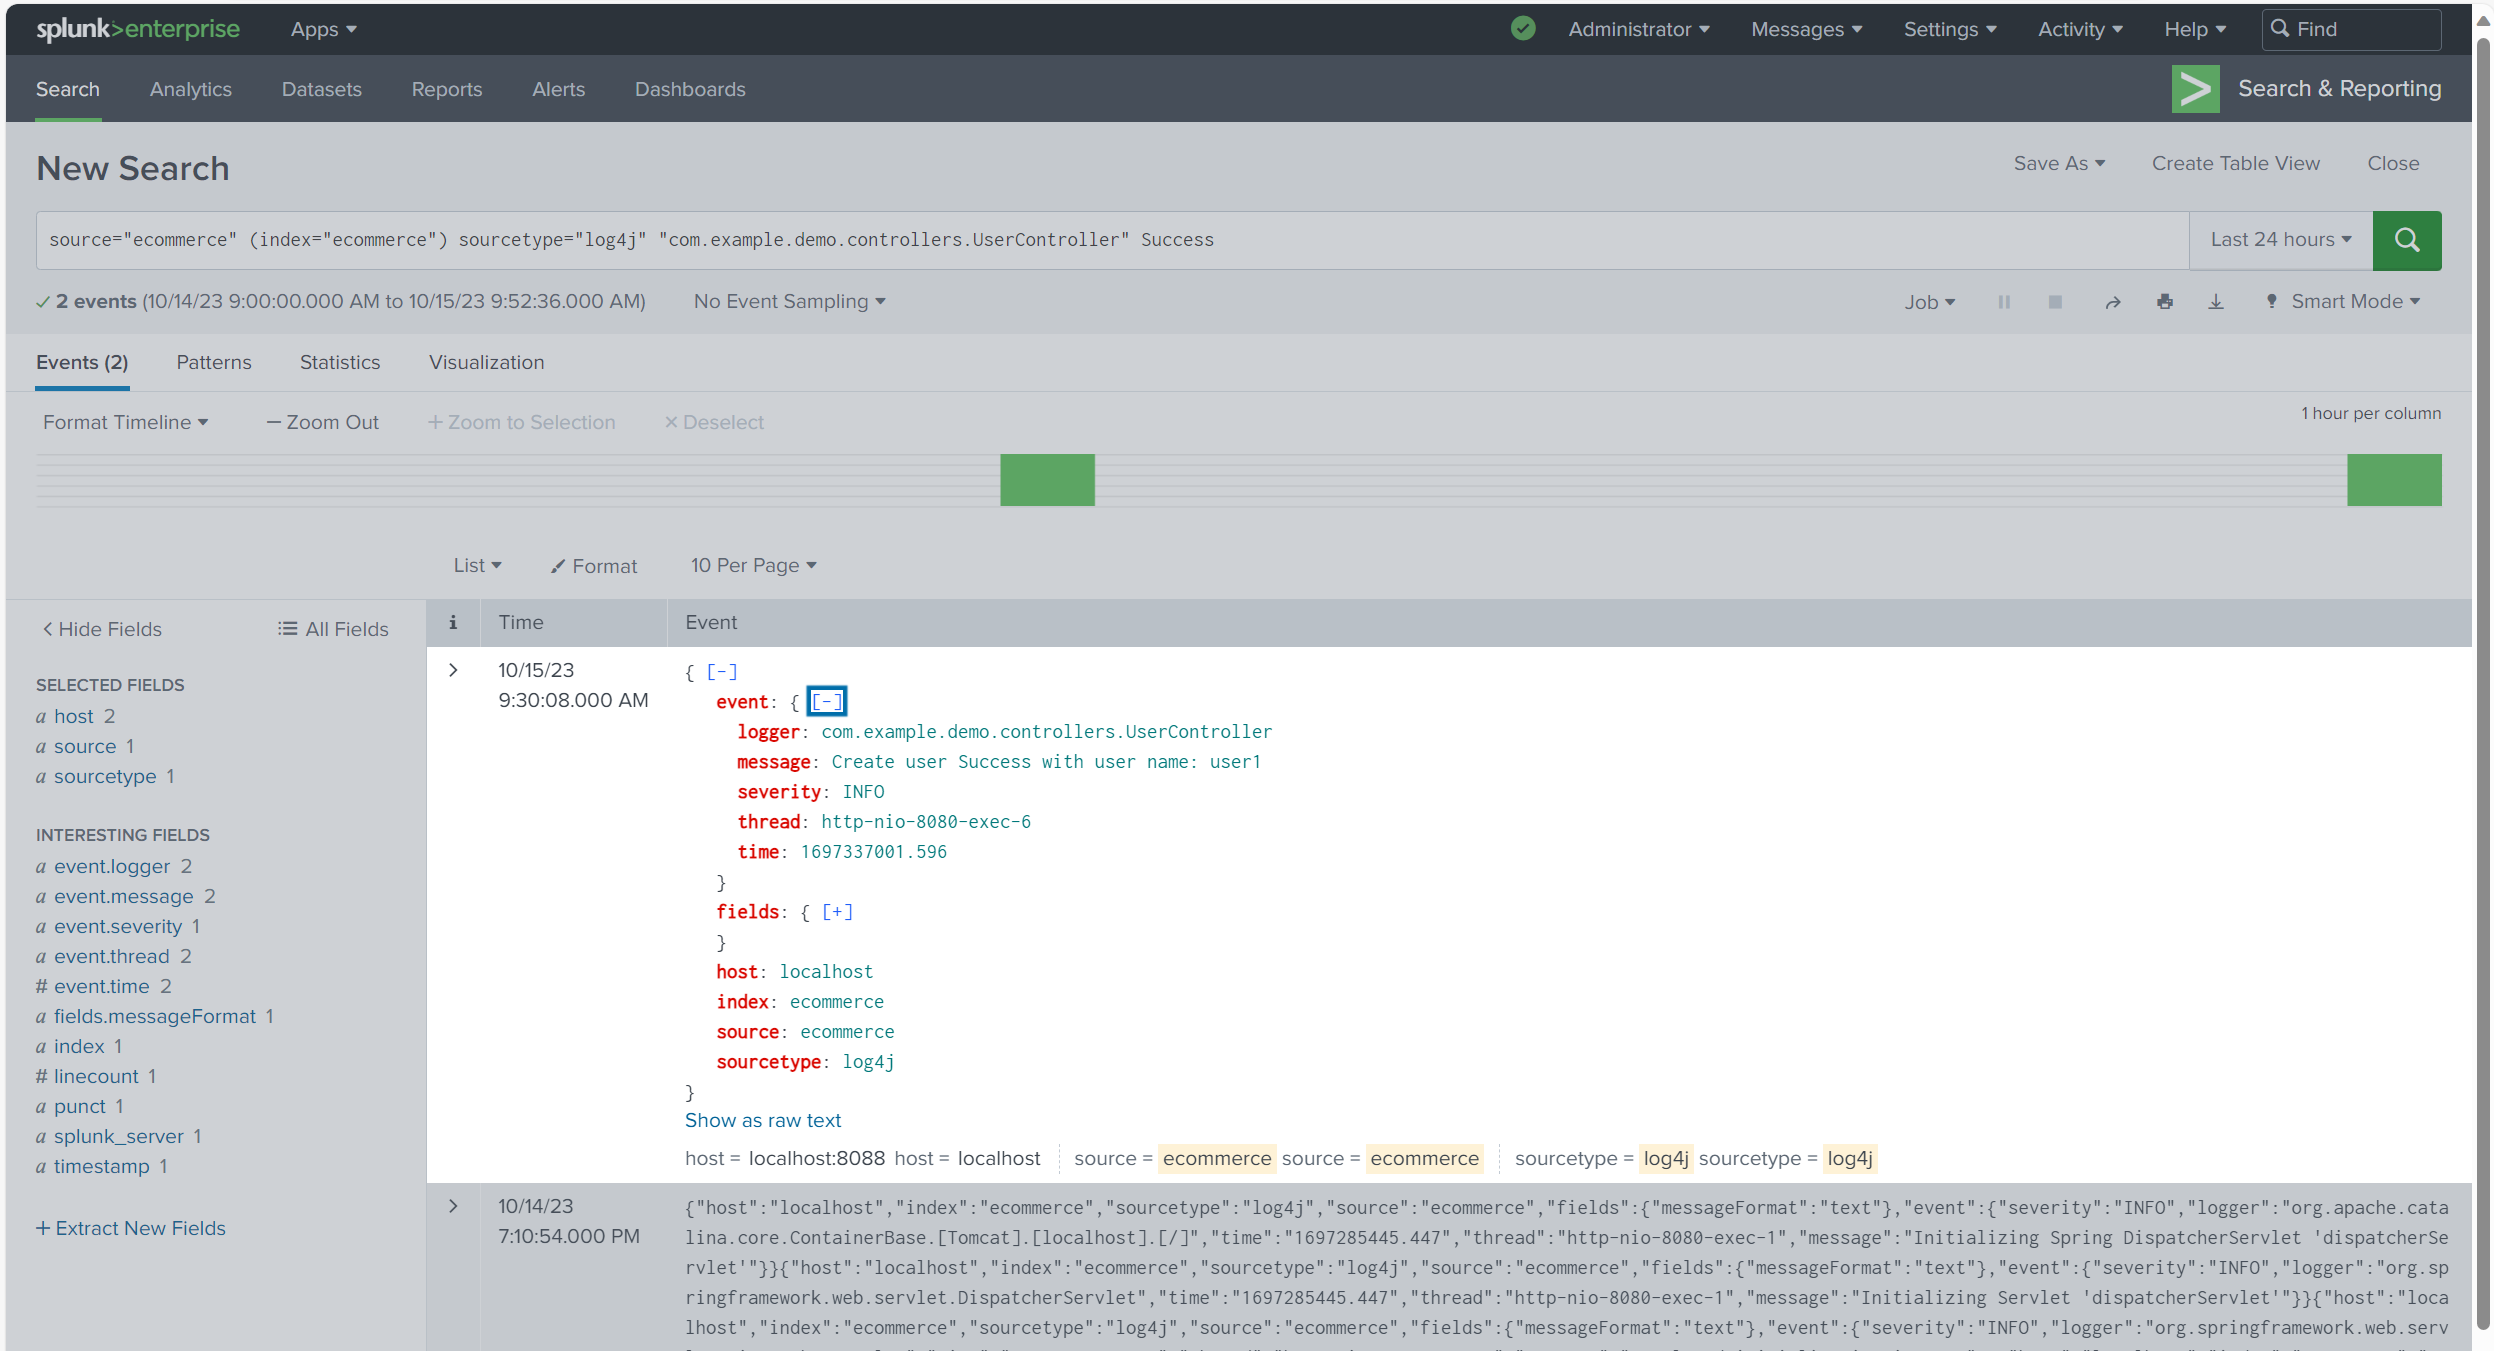 splunk>enterprise Apps Administrator Messages Settings Activity Help Find
Search Analytics Datasets Reports Alerts Dashboards Search & Reporting
New Search Save As Create Table View Close
source="ecommerce" (index="ecommerce") sourcetype="log4j" "com.example.demo.controllers.UserController" Success Last 24 hours
2 events (10/14/23 9:00:00.000 AM to 10/15/23 9:52:36.000 AM) No Event Sampling Job Smart Mode
Events (2) Patterns Statistics Visualization
Format Timeline — Zoom Out + Zoom to Selection × Deselect 1 hour per column
List Format 10 Per Page
< Hide Fields All Fields
SELECTED FIELDS
a host 2
a source 1
a sourcetype 1
INTERESTING FIELDS
a event.logger 2
a event.message 2
a event.severity 1
a event.thread 2
# event.time 2
a fields.messageFormat 1
a index 1
# linecount 1
a punct 1
a splunk_server 1
a timestamp 1
+ Extract New Fields
i Time Event
> 10/15/23
9:30:08.000 AM
{ [-]
event: { [-]
logger: com.example.demo.controllers.UserController
message: Create user Success with user name: user1
severity: INFO
thread: http-nio-8080-exec-6
time: 1697337001.596
}
fields: { [+]
}
host: localhost
index: ecommerce
source: ecommerce
sourcetype: log4j
}
Show as raw text
host = localhost:8088 host = localhost source = ecommerce source = ecommerce sourcetype = log4j sourcetype = log4j
> 10/14/23
7:10:54.000 PM
{"host":"localhost","index":"ecommerce","sourcetype":"log4j","source":"ecommerce","fields":{"messageFormat":"text"},"event":{"severity":"INFO","logger":"org.apache.cata
lina.core.ContainerBase.[Tomcat].[localhost].[/]","time":"1697285445.447","thread":"http-nio-8080-exec-1","message":"Initializing Spring DispatcherServlet 'dispatcherSe
rvlet'"}}{"host":"localhost","index":"ecommerce","sourcetype":"log4j","source":"ecommerce","fields":{"messageFormat":"text"},"event":{"severity":"INFO","logger":"org.sp
ringframework.web.servlet.DispatcherServlet","time":"1697285445.447","thread":"http-nio-8080-exec-1","message":"Initializing Servlet 'dispatcherServlet'"}}{"host":"loca
lhost","index":"ecommerce","sourcetype":"log4j","source":"ecommerce","fields":{"messageFormat":"text"},"event":{"severity":"INFO","logger":"org.springframework.web.serv